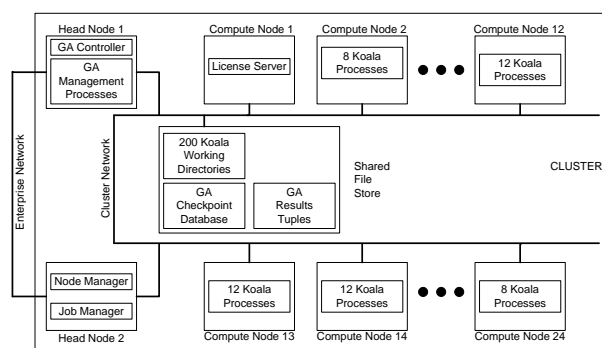 Head Node 1
GA Controller
GA
Management
Processes
Compute Node 1
License Server
Compute Node 2
8 Koala
Processes
Compute Node 12
12 Koala
Processes
Enterprise Network
Cluster Network
200 Koala
Working
Directories
GA
Checkpoint
Database
GA
Results
Tuples
Shared
File
Store
CLUSTER
Node Manager
Job Manager
Head Node 2
12 Koala
Processes
Compute Node 13
12 Koala
Processes
Compute Node 14
8 Koala
Processes
Compute Node 24